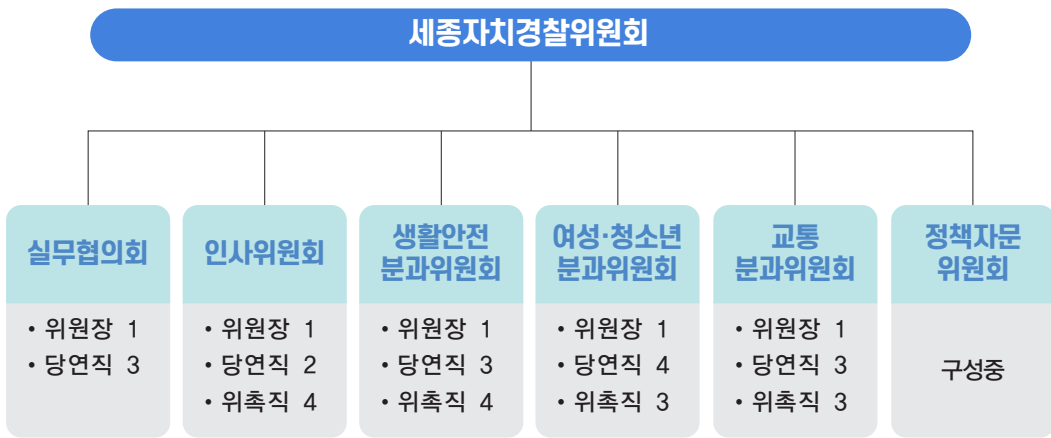 세종자치경찰위원회
실무협의회
• 위원장 1
• 당연직 3
인사위원회
• 위원장 1
• 당연직 2
• 위촉직 4
생활안전
분과위원회
• 위원장 1
• 당연직 3
• 위촉직 4
여성·청소년
분과위원회
• 위원장 1
• 당연직 4
• 위촉직 3
교통
분과위원회
• 위원장 1
• 당연직 3
• 위촉직 3
정책자문
위원회
구성중